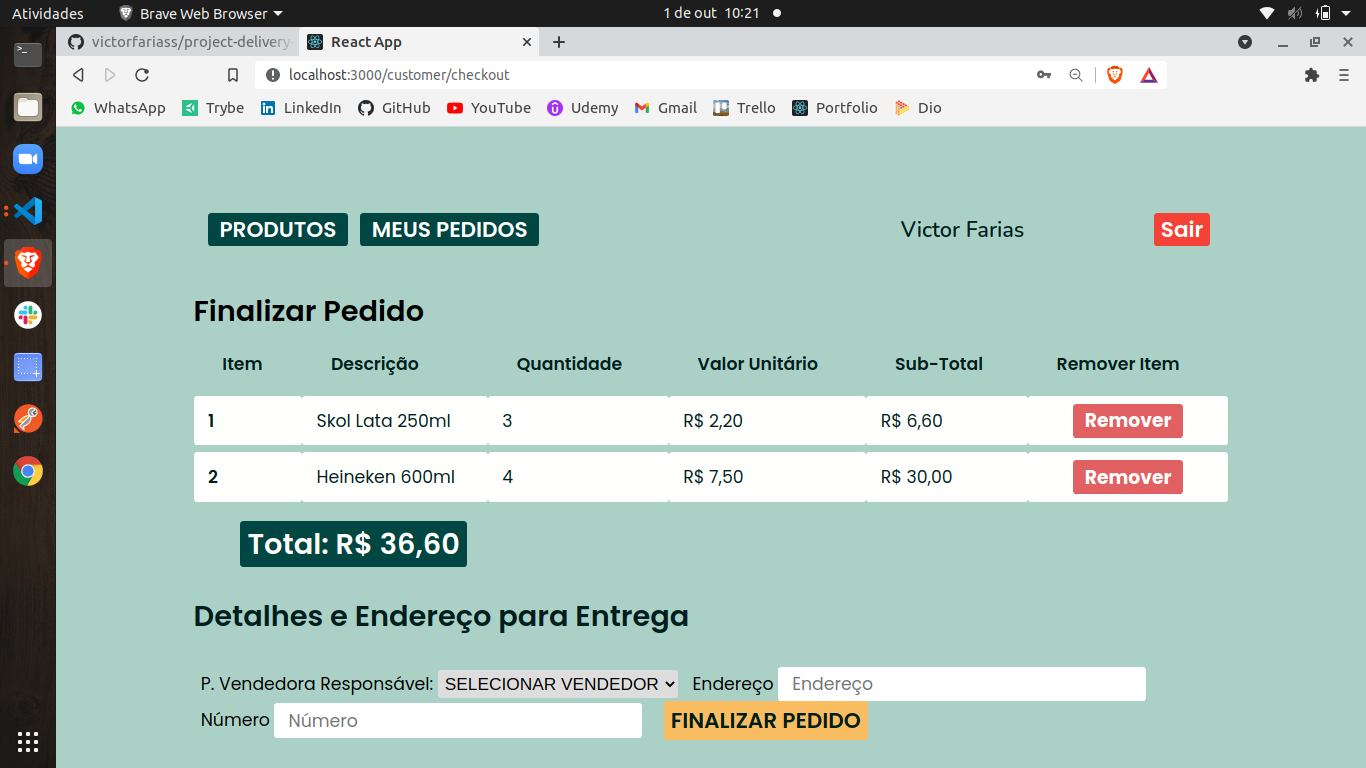 Atividades Brave Web Browser 1 de out 10:21
victorfariass/project-delivery- React App
localhost:3000/customer/checkout
WhatsApp Trybe LinkedIn GitHub YouTube Udemy Gmail Trello Portfolio Dio
PRODUTOS MEUS PEDIDOS Victor Farias Sair
Finalizar Pedido
Item Descrição Quantidade Valor Unitário Sub-Total Remover Item
1 Skol Lata 250ml 3 R$ 2,20 R$ 6,60 Remover
2 Heineken 600ml 4 R$ 7,50 R$ 30,00 Remover
Total: R$ 36,60
Detalhes e Endereço para Entrega
P. Vendedora Responsável: SELECIONAR VENDEDOR Endereço Endereço
Número Número FINALIZAR PEDIDO